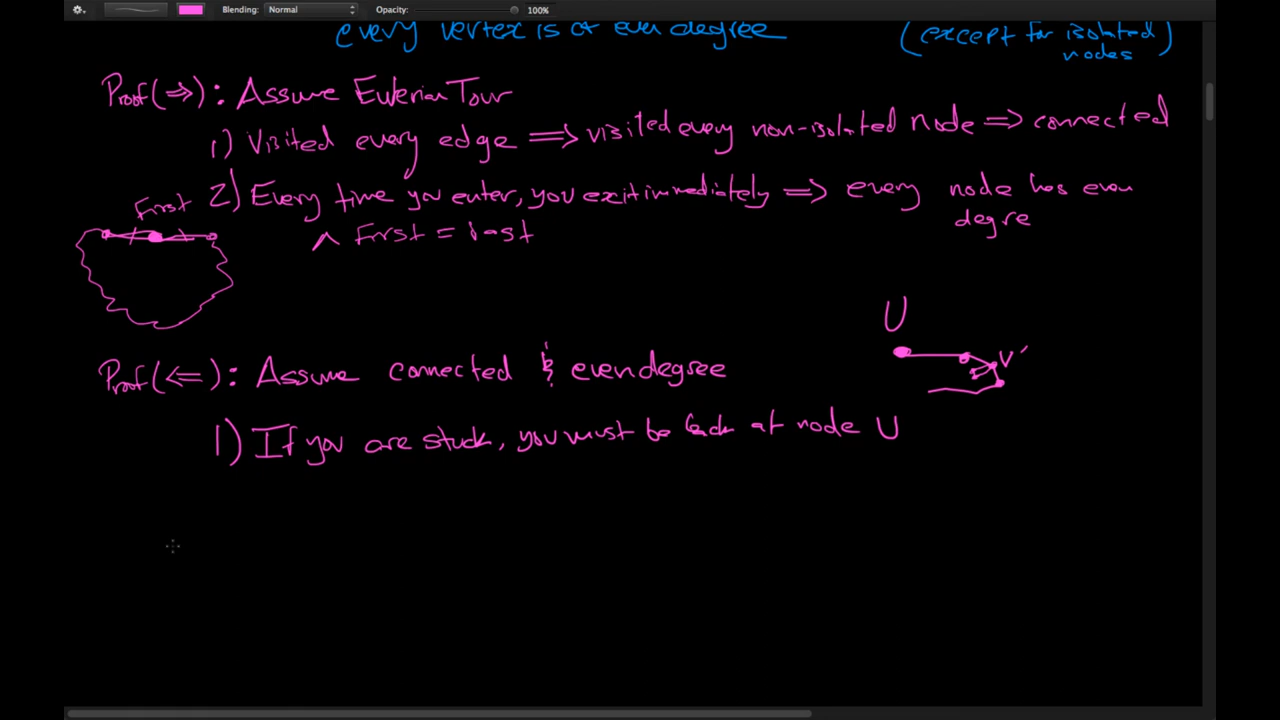 Blending: Normal Opacity: 100%
every vertex is of even degree (except for isolated
nodes)
Proof (=>): Assume Eulerian Tour
1) Visited every edge => visited every non-isolated node => connected
First 2) Every time you enter, you exit immediately => every node has even
degre
^ First = last
U
Proof (<=): Assume connected & even degree
V'
1) If you are stuck, you must be back at node U